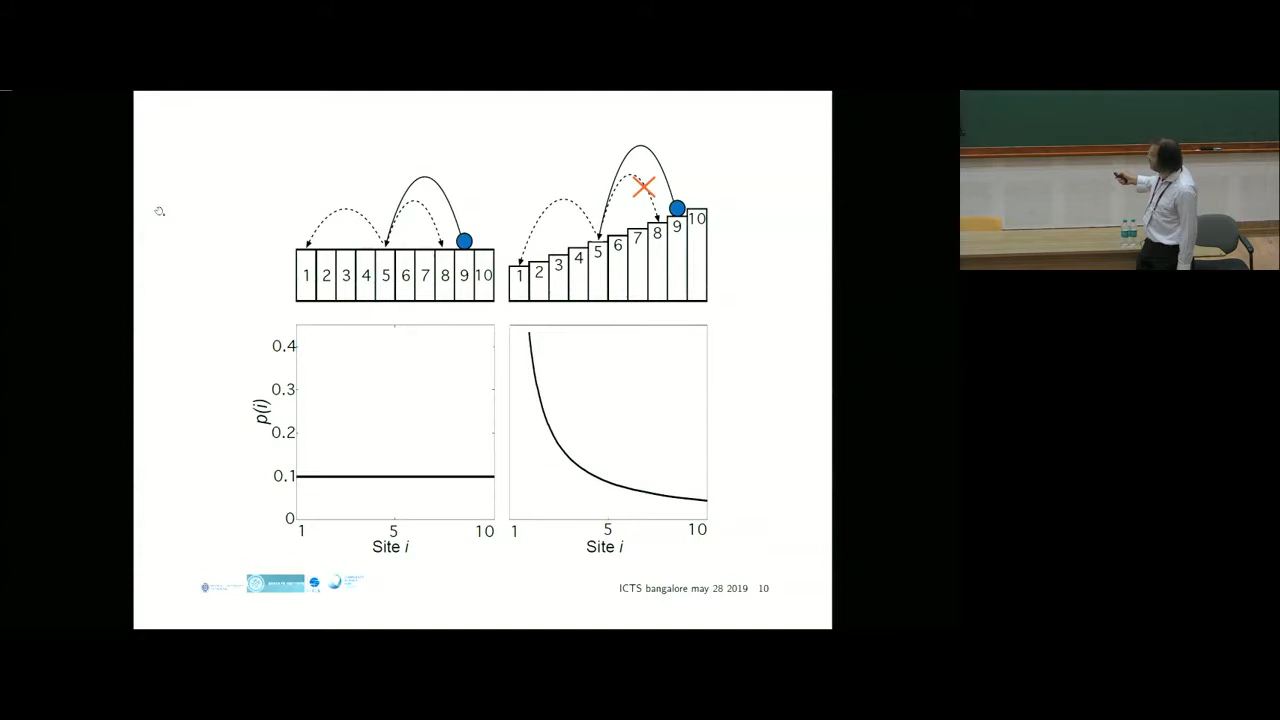 1 2 3 4 5 6 7 8 9 10
1 2 3 4 5 6 7 8 9 10
p(i)
0.4
0.3
0.2
0.1
0
1 5 10
Site i
1 5 10
Site i
ICTS bangalore may 28 2019 10